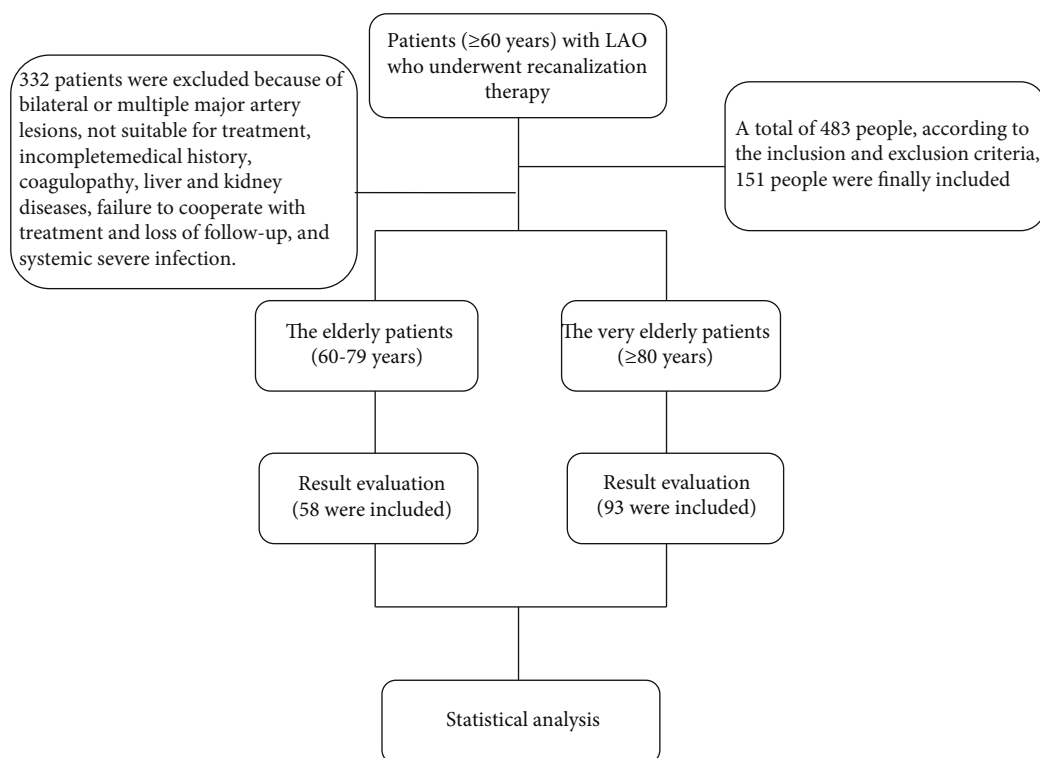 Patients (≥60 years) with LAO
who underwent recanalization
therapy
332 patients were excluded because of
bilateral or multiple major artery
lesions, not suitable for treatment,
incompletemedical history,
coagulopathy, liver and kidney
diseases, failure to cooperate with
treatment and loss of follow-up, and
systemic severe infection.
A total of 483 people, according to
the inclusion and exclusion criteria,
151 people were finally included
The elderly patients
(60-79 years)
The very elderly patients
(≥80 years)
Result evaluation
(58 were included)
Result evaluation
(93 were included)
Statistical analysis